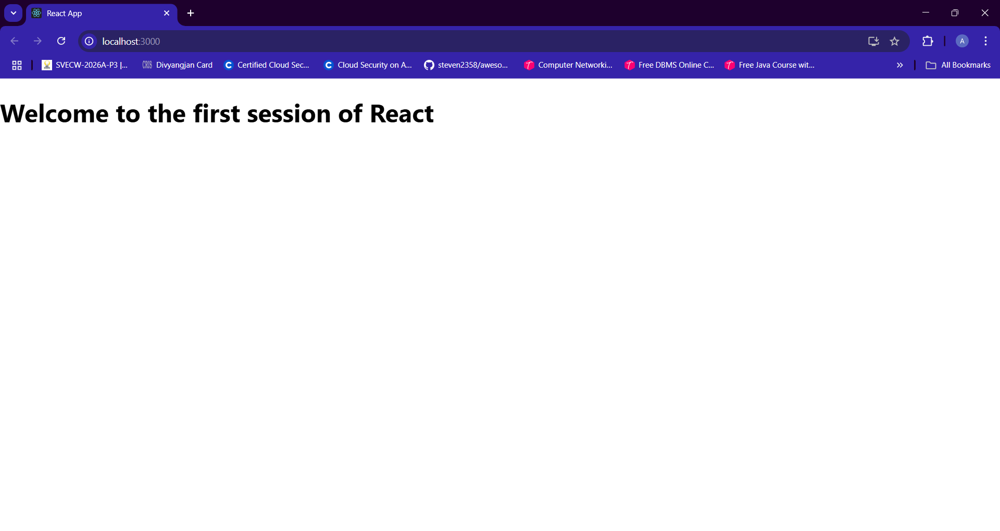 React App
localhost:3000
A
SVECW-2026A-P3 |...
CRIS Divyangjan Card
C Certified Cloud Sec...
C Cloud Security on A...
steven2358/aweso...
T Computer Networki...
T Free DBMS Online C...
T Free Java Course wit...
All Bookmarks
Welcome to the first session of React